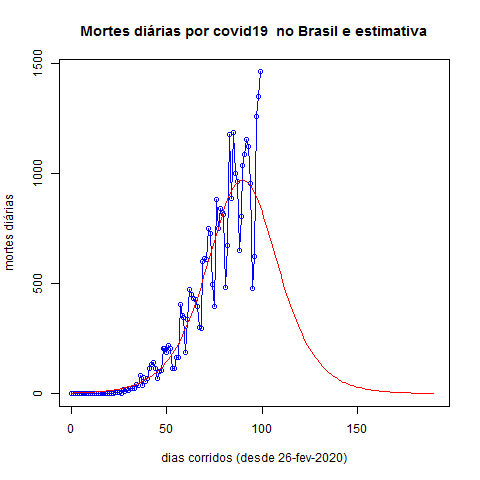 Mortes diárias por covid19 no Brasil e estimativa
mortes diárias
1500
1000
500
0
0
50
100
150
dias corridos (desde 26-fev-2020)